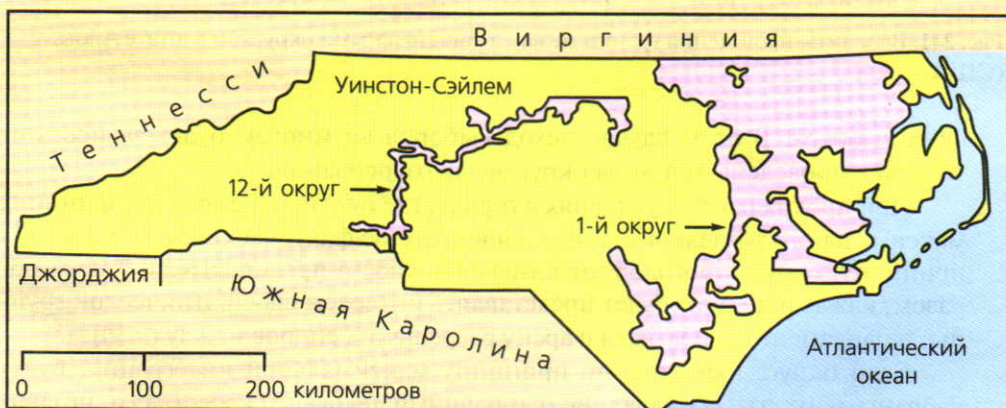 Виргиния
Теннесси
Уинстон-Сэйлем
12-й округ
1-й округ
Джорджия
Южная Каролина
Атлантический
океан
0 100 200 километров